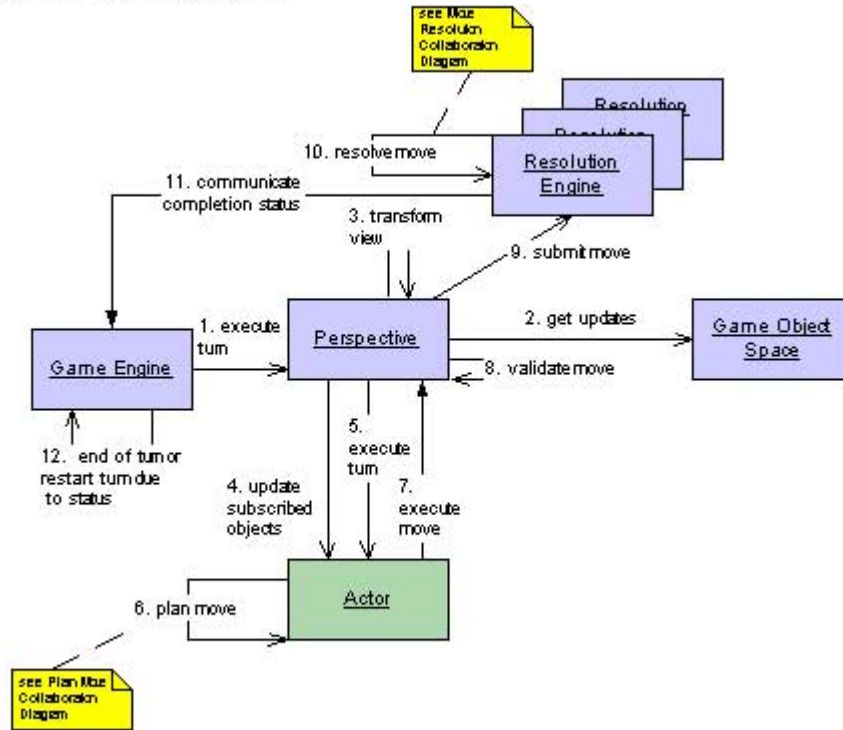 see Move
Resolution
Collaboration
Diagram
Resolution
Resolution
Resolution
Engine
10. resolve move
11. communicate
completion status
3. transform
view
9. submit move
1. execute
turn
Perspective
2. get updates
Game Object
Space
Game Engine
8. validate move
12. end of turn or
restart turn due
to status
4. update
subscribed
objects
5.
execute
turn
7.
execute
move
6. plan move
Actor
see Plan Move
Collaboration
Diagram